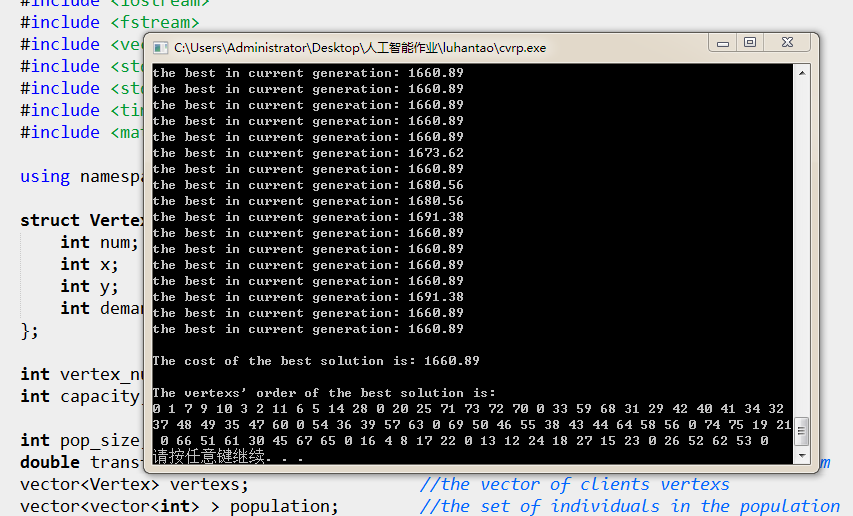 #include <iostream>
#include <fstream>
#include <vec
#include <std
#include <std
#include <tim
#include <mat
using namespa
struct Vertex
int num;
int x;
int y;
int deman
};
int vertex_nu
int capacity
int pop_size
double transf
vector<Vertex> vertexs; //the vector of clients vertexs
vector<vector<int> > population; //the set of individuals in the population
C:\Users\Administrator\Desktop\人工智能作业\luhantao\cvrp.exe
the best in current generation: 1660.89
the best in current generation: 1660.89
the best in current generation: 1660.89
the best in current generation: 1660.89
the best in current generation: 1660.89
the best in current generation: 1673.62
the best in current generation: 1660.89
the best in current generation: 1680.56
the best in current generation: 1680.56
the best in current generation: 1691.38
the best in current generation: 1660.89
the best in current generation: 1660.89
the best in current generation: 1660.89
the best in current generation: 1660.89
the best in current generation: 1691.38
the best in current generation: 1660.89
the best in current generation: 1660.89
The cost of the best solution is: 1660.89
The vertexs' order of the best solution is:
0 1 7 9 10 3 2 11 6 5 14 28 0 20 25 71 73 72 70 0 33 59 68 31 29 42 40 41 34 32
37 48 49 35 47 60 0 54 36 39 57 63 0 69 50 46 55 38 43 44 64 58 56 0 74 75 19 21
0 66 51 61 30 45 67 65 0 16 4 8 17 22 0 13 12 24 18 27 15 23 0 26 52 62 53 0
请按任意键继续. . .